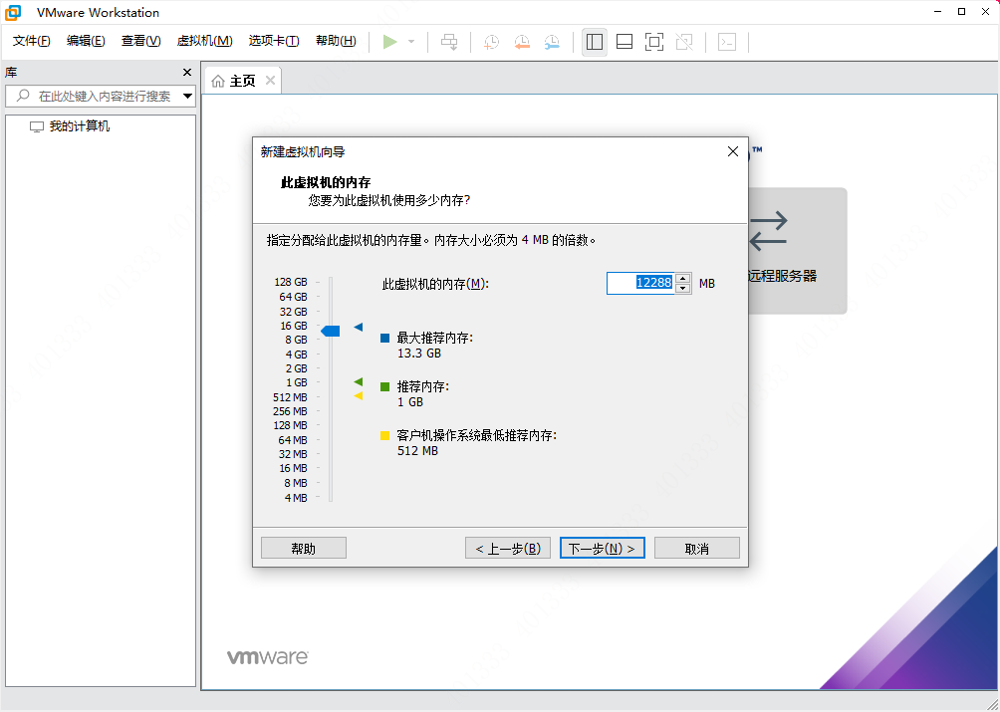 VMware Workstation
文件(F) 编辑(E) 查看(V) 虚拟机(M) 选项卡(T) 帮助(H)
库
主页
在此处键入内容进行搜索
我的计算机
™
远程服务器
新建虚拟机向导
此虚拟机的内存
您要为此虚拟机使用多少内存?
指定分配给此虚拟机的内存量。内存大小必须为 4 MB 的倍数。
此虚拟机的内存(M):
12288
MB
128 GB
64 GB
32 GB
16 GB
8 GB
4 GB
2 GB
1 GB
512 MB
256 MB
128 MB
64 MB
32 MB
16 MB
8 MB
4 MB
最大推荐内存:
13.3 GB
推荐内存:
1 GB
客户机操作系统最低推荐内存:
512 MB
帮助
< 上一步(B)
下一步(N) >
取消
vmware